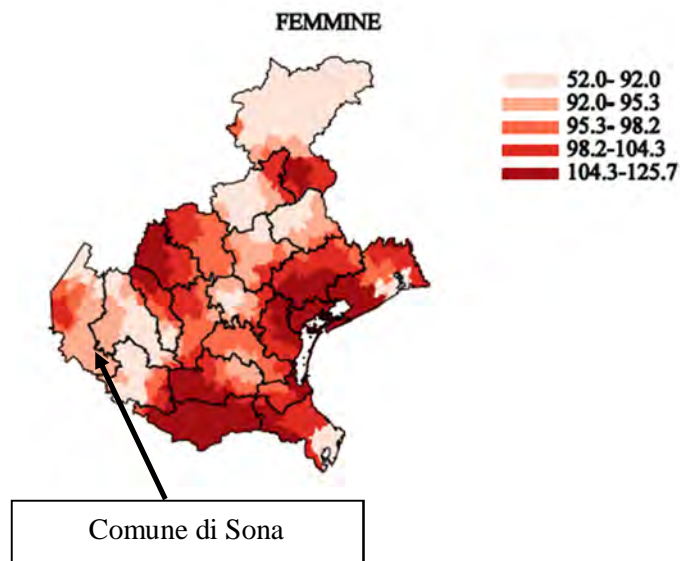 FEMMINE
52.0- 92.0
92.0- 95.3
95.3- 98.2
98.2-104.3
104.3-125.7
Comune di Sona